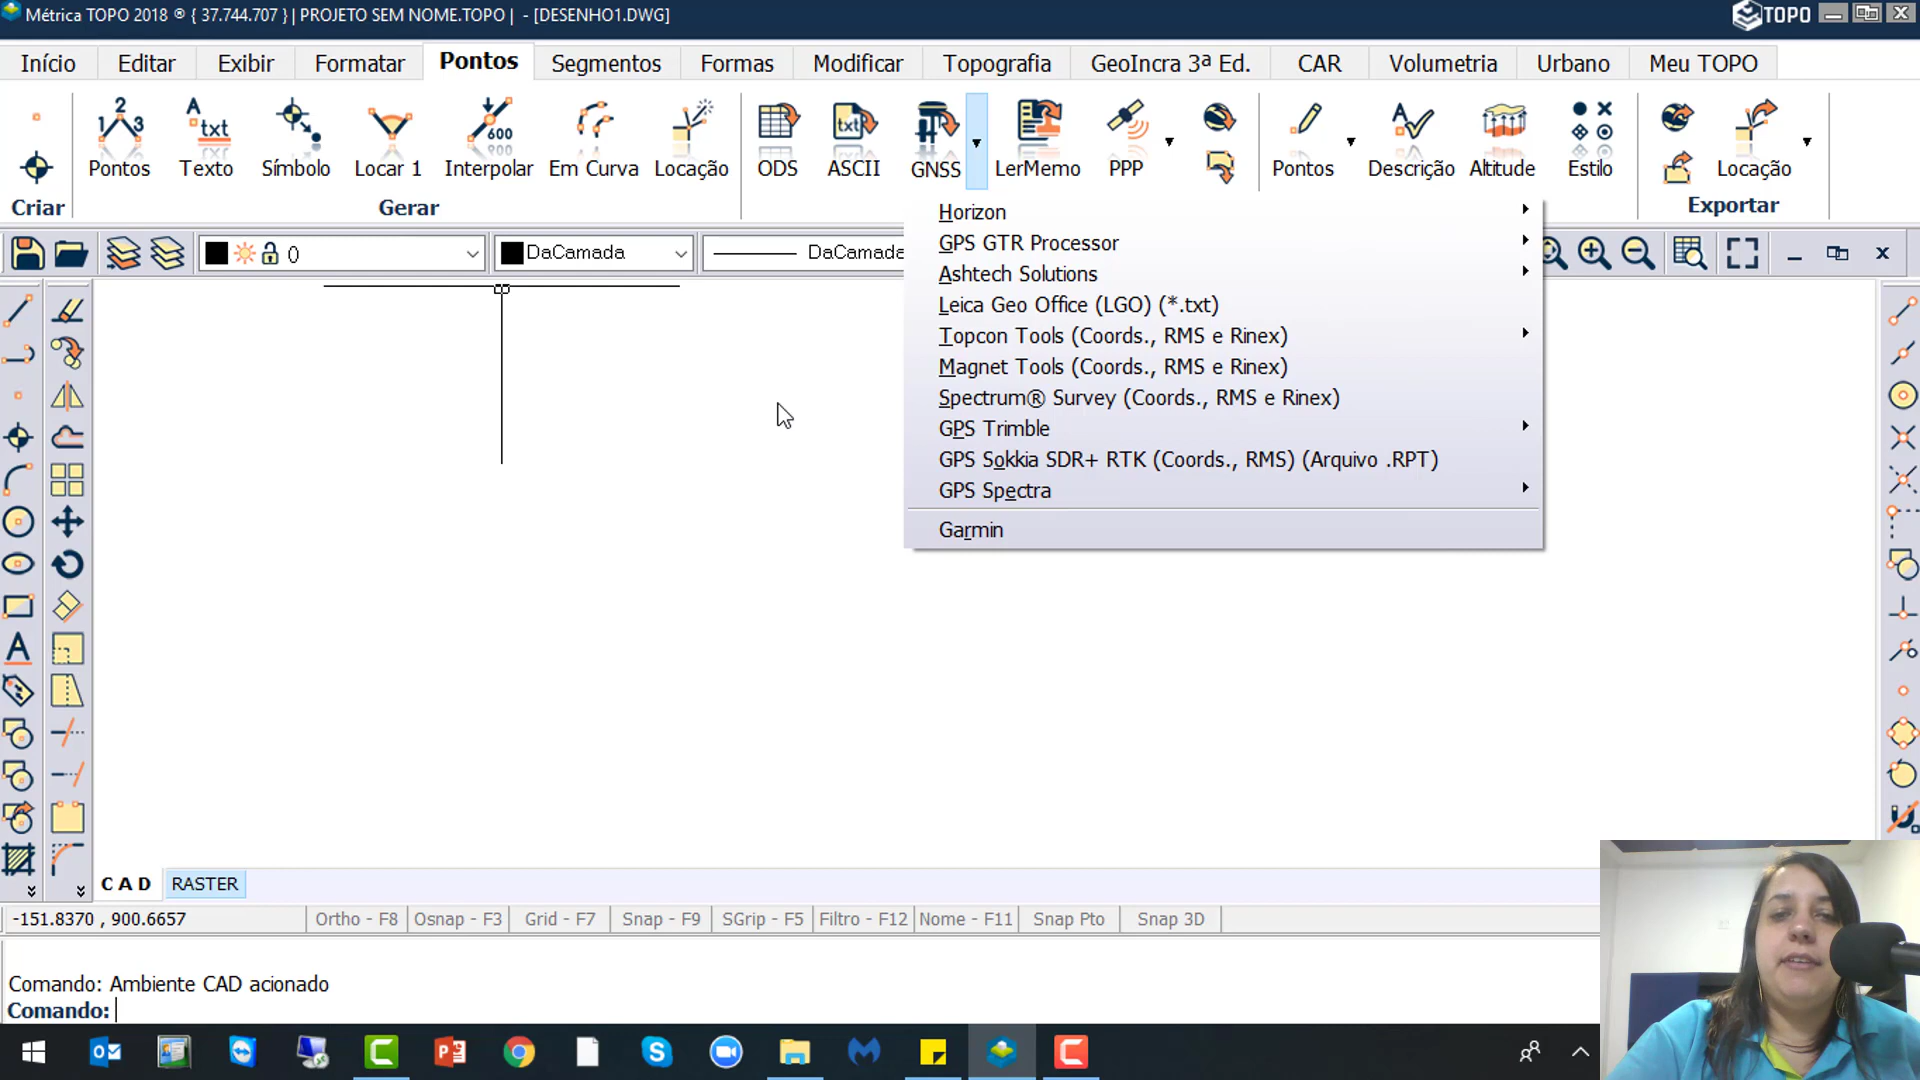 Métrica TOPO 2018 ® { 37.744.707 } | PROJETO SEM NOME.TOPO | - [DESENHO1.DWG]
TOPO
Início Editar Exibir Formatar Pontos Segmentos Formas Modificar Topografia GeoIncra 3ª Ed. CAR Volumetria Urbano Meu TOPO
Pontos Texto Símbolo Locar 1 Interpolar Em Curva Locação ODS ASCII GNSS LerMemo PPP Pontos Descrição Altitude Estilo Locação
Criar Gerar Exportar
0 DaCamada DaCamada
Horizon
GPS GTR Processor
Ashtech Solutions
Leica Geo Office (LGO) (*.txt)
Topcon Tools (Coords., RMS e Rinex)
Magnet Tools (Coords., RMS e Rinex)
Spectrum® Survey (Coords., RMS e Rinex)
GPS Trimble
GPS Sokkia SDR+ RTK (Coords., RMS) (Arquivo .RPT)
GPS Spectra
Garmin
CAD RASTER
-151.8370 , 900.6657 Ortho - F8 Osnap - F3 Grid - F7 Snap - F9 SGrip - F5 Filtro - F12 Nome - F11 Snap Pto Snap 3D
Comando: Ambiente CAD acionado
Comando: